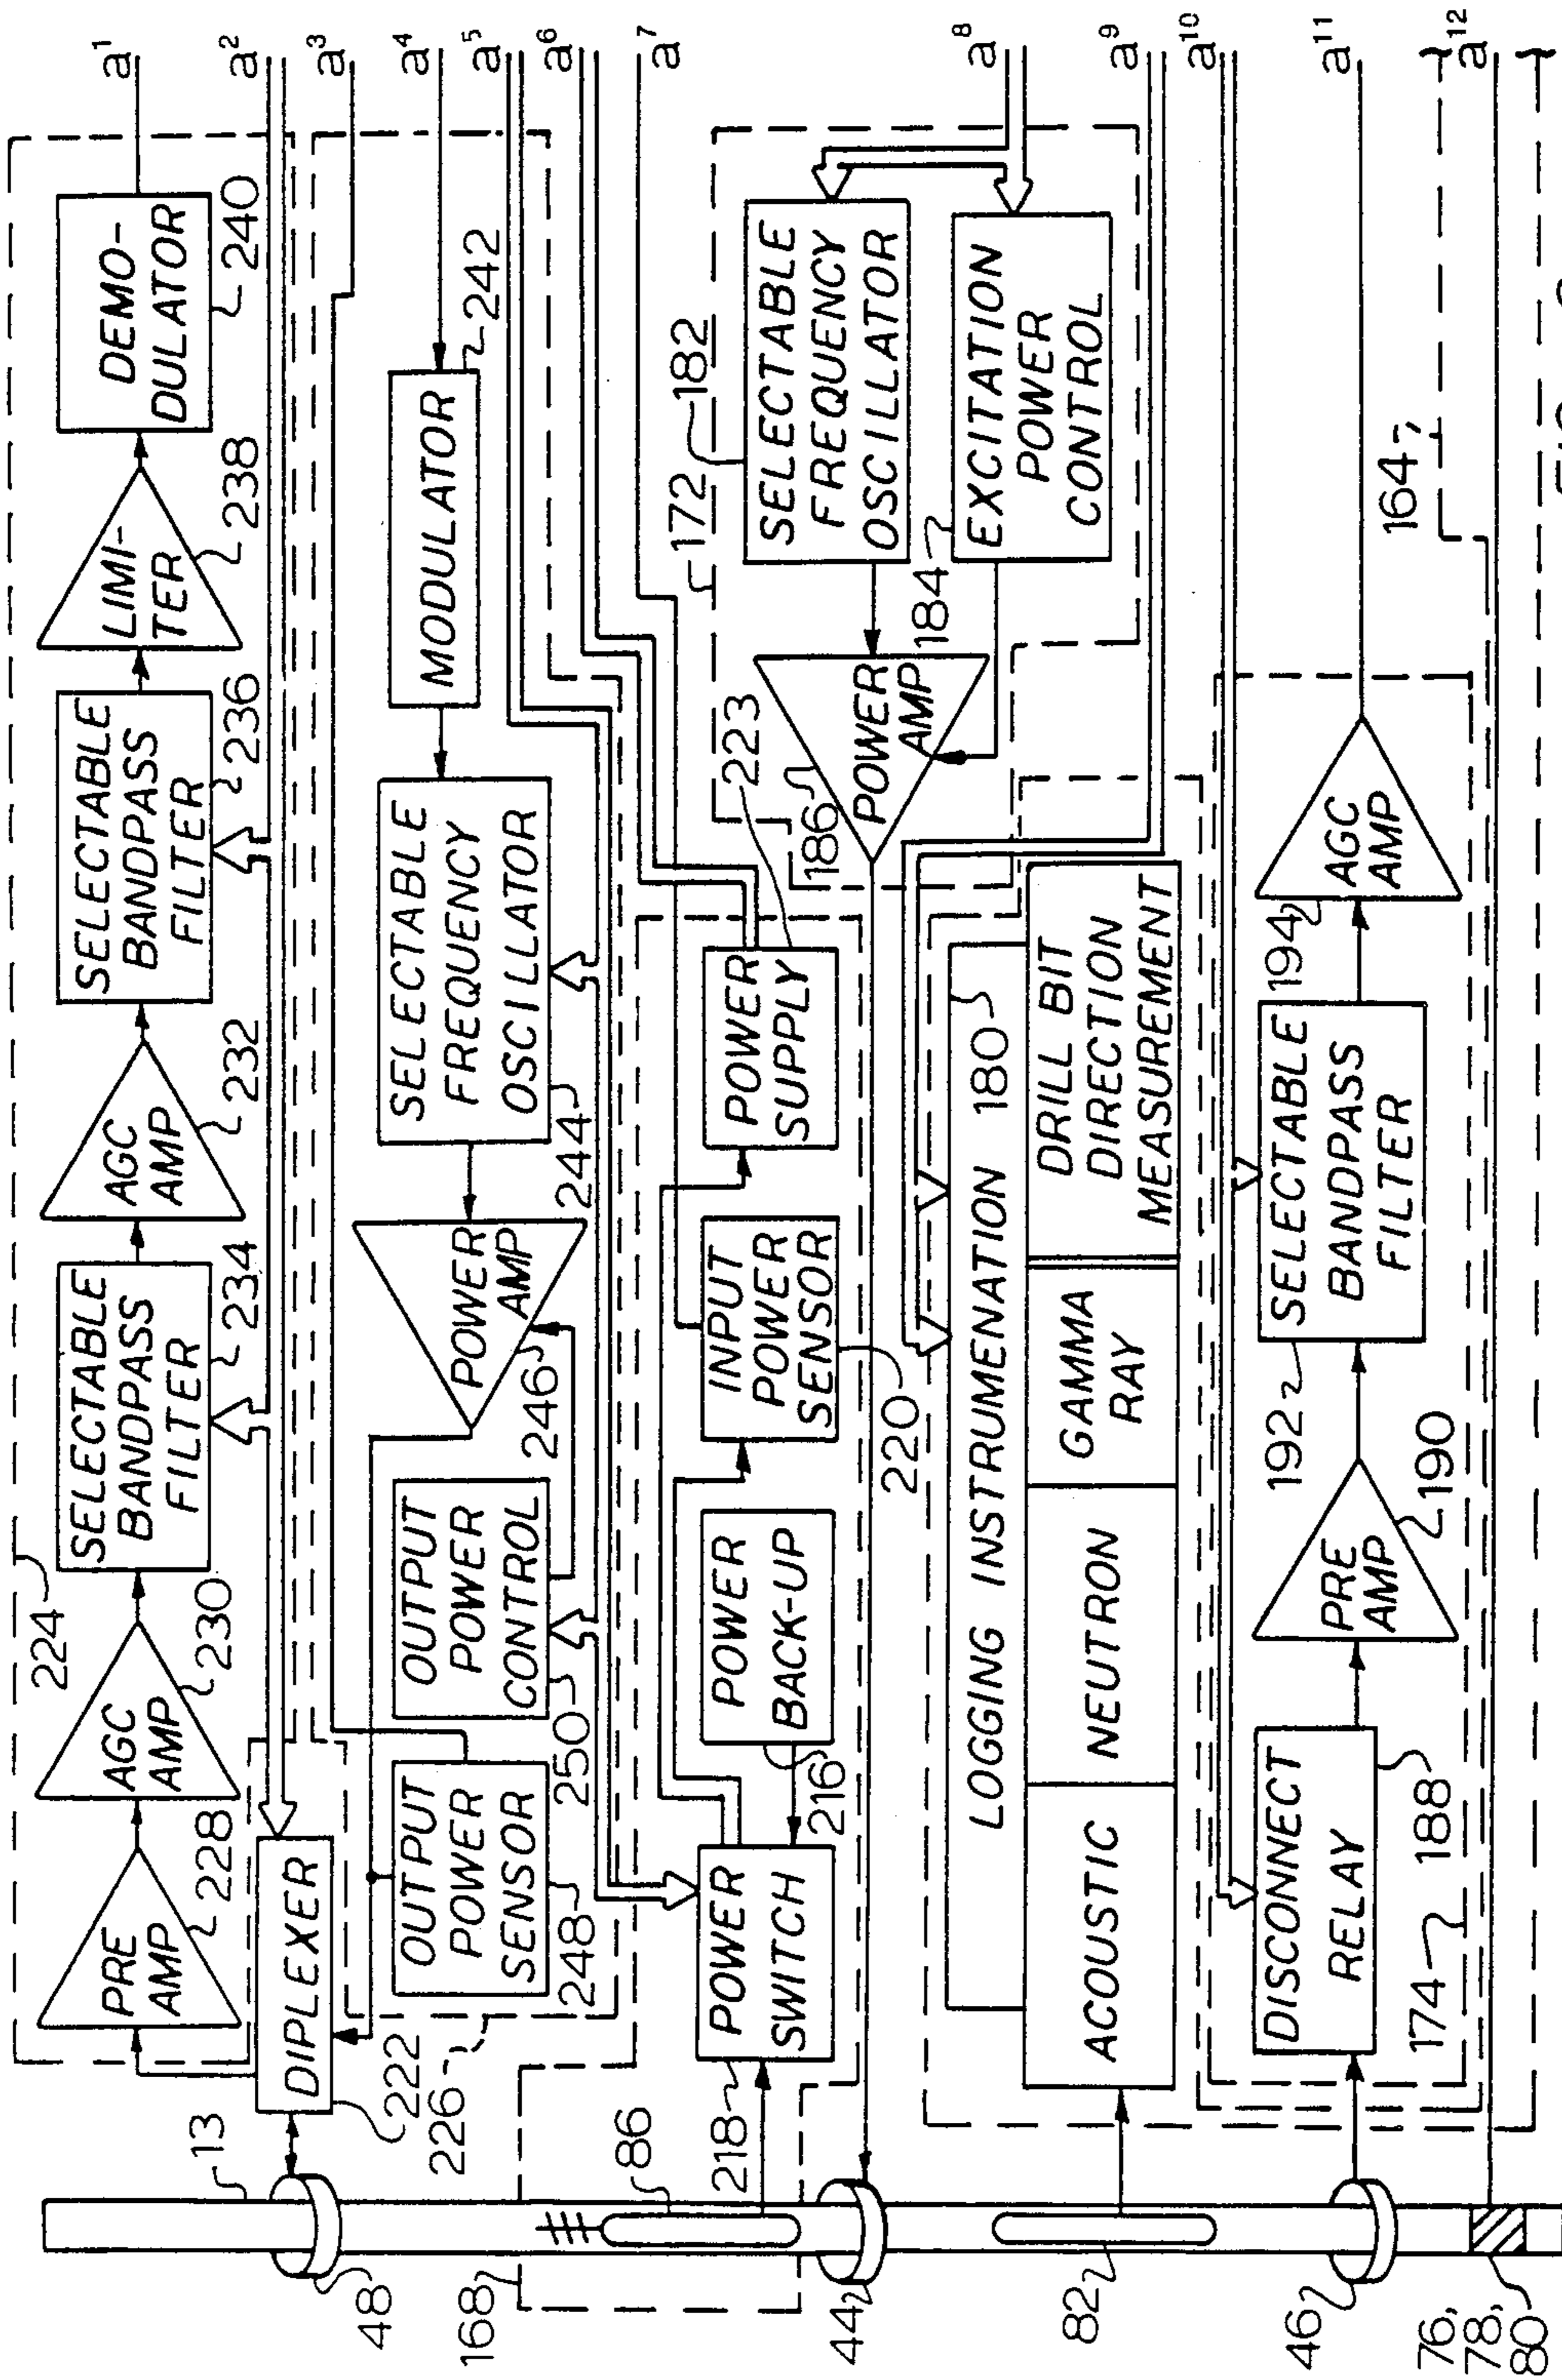 224
PRE
AMP
228
AGC
AMP
230
SELECTABLE
BANDPASS
FILTER
234
AGC
AMP
232
SELECTABLE
BANDPASS
FILTER
236
LIMI-
TER
238
DEMO-
DULATOR
240
a1
a2
a3
13
48
DIPLEXER
222
226
OUTPUT
POWER
SENSOR
248
OUTPUT
POWER
CONTROL
250
POWER
AMP
246
SELECTABLE
FREQUENCY
OSCILLATOR
244
MODULATOR
242
a4
a5
a6
a7
168
86
218
POWER
SWITCH
POWER
BACK-UP
216
INPUT
POWER
SENSOR
220
POWER
SUPPLY
223
44
POWER
AMP
186
172
182
SELECTABLE
FREQUENCY
OSCILLATOR
184
EXCITATION
POWER
CONTROL
a8
a9
82
LOGGING INSTRUMENATION
180
ACOUSTIC
NEUTRON
GAMMA
RAY
DRILL BIT
DIRECTION
MEASUREMENT
a10
46
DISCONNECT
RELAY
188
174
PRE
AMP
190
SELECTABLE
BANDPASS
FILTER
192
AGC
AMP
194
a11
164
a12
76,
78,
80